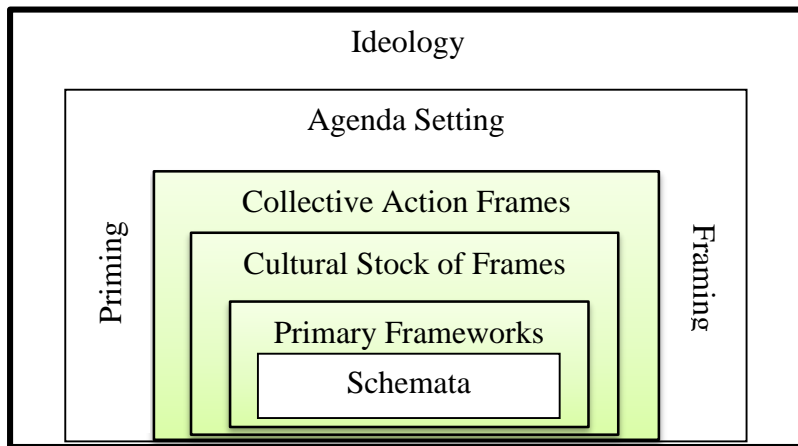 Ideology
Agenda Setting
Priming
Framing
Collective Action Frames
Cultural Stock of Frames
Primary Frameworks
Schemata